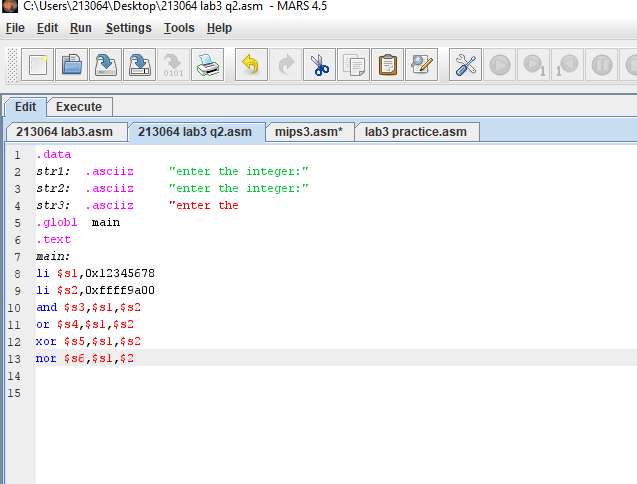 C:\Users\213064\Desktop\213064 lab3 q2.asm - MARS 4.5
File Edit Run Settings Tools Help
0101
1 1
Edit Execute
213064 lab3.asm 213064 lab3 q2.asm mips3.asm* lab3 practice.asm
1 .data
2 str1: .asciiz "enter the integer:"
3 str2: .asciiz "enter the integer:"
4 str3: .asciiz "enter the
5 .globl main
6 .text
7 main:
8 li $s1,0x12345678
9 li $s2,0xffff9a00
10 and $s3,$s1,$s2
11 or $s4,$s1,$s2
12 xor $s5,$s1,$s2
13 nor $s6,$s1,$2
14
15